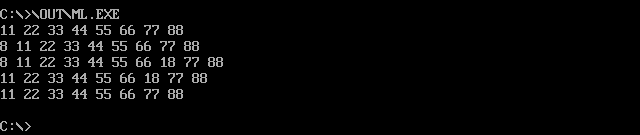 C:\>\OUT\ML.EXE
11 22 33 44 55 66 77 88
8 11 22 33 44 55 66 77 88
8 11 22 33 44 55 66 18 77 88
11 22 33 44 55 66 18 77 88
11 22 33 44 55 66 77 88
C:\>